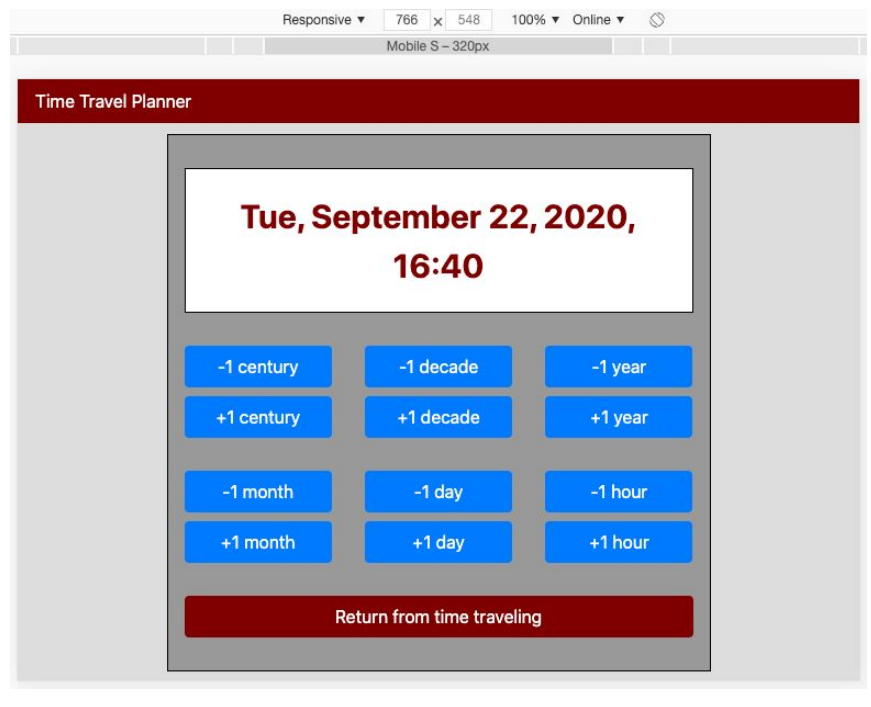 Responsive ▼ 766 × 548 100% ▼ Online ▼
Mobile S – 320px
Time Travel Planner
Tue, September 22, 2020,
16:40
-1 century -1 decade -1 year
+1 century +1 decade +1 year
-1 month -1 day -1 hour
+1 month +1 day +1 hour
Return from time traveling